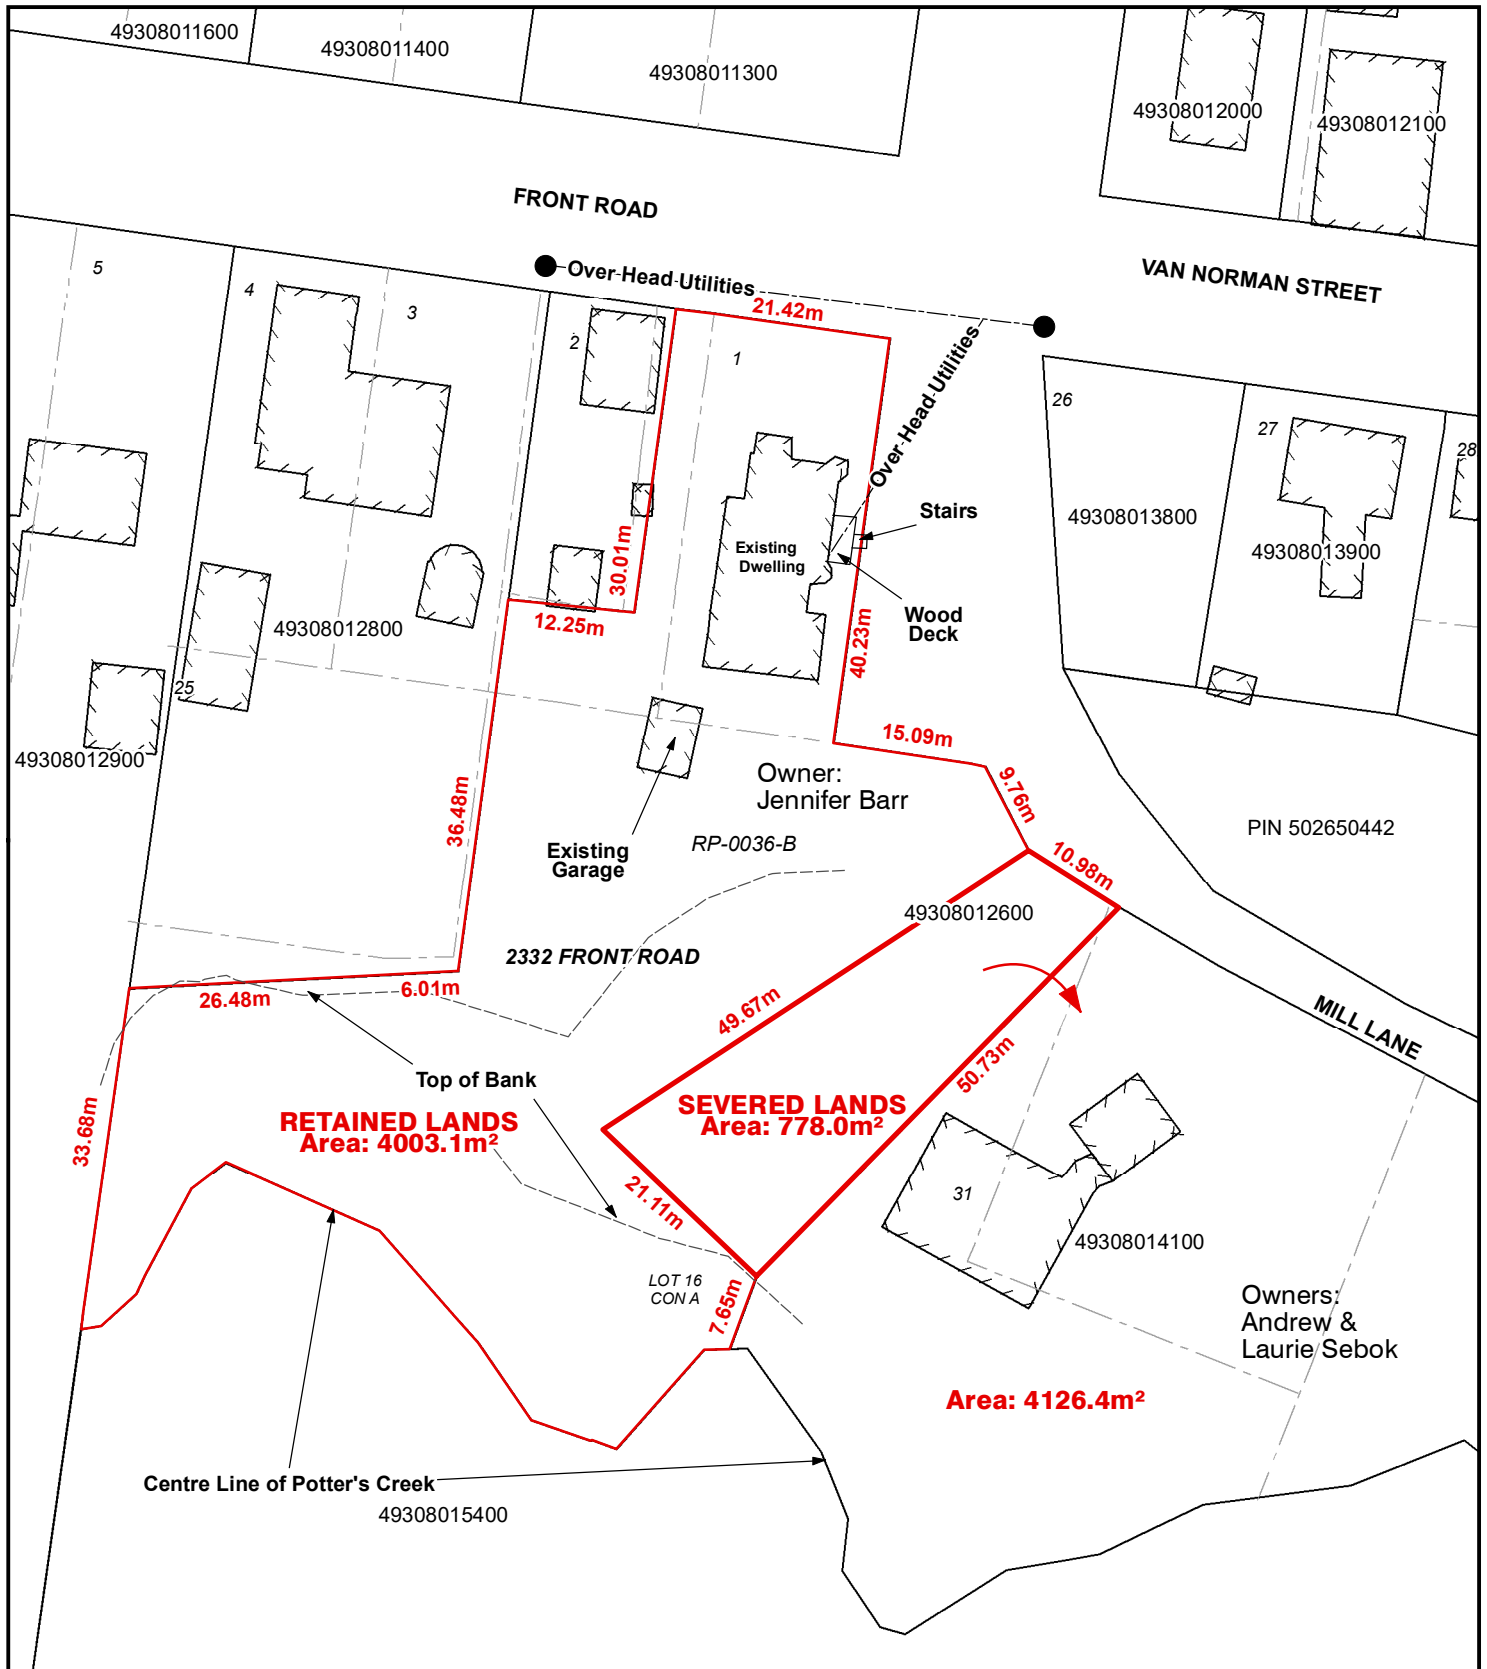 49308011600
49308011400
49308011300
49308012000
49308012100
FRONT ROAD
VAN NORMAN STREET
5
4
3
2
1
Over-Head-Utilities
21.42m
Over-Head-Utilities
26
27
28
49308013800
49308013900
Stairs
Existing
Dwelling
30.01m
12.25m
Wood
Deck
40.23m
49308012800
25
49308012900
15.09m
9.76m
Owner:
Jennifer Barr
RP-0036-B
Existing
Garage
36.48m
PIN 502650442
10.98m
49308012600
2332 FRONT ROAD
26.48m
6.01m
49.67m
MILL LANE
50.73m
Top of Bank
RETAINED LANDS
Area: 4003.1m²
SEVERED LANDS
Area: 778.0m²
33.68m
21.11m
31
49308014100
LOT 16
CON A
7.65m
Owners:
Andrew &
Laurie Sebok
Area: 4126.4m²
Centre Line of Potter's Creek
49308015400